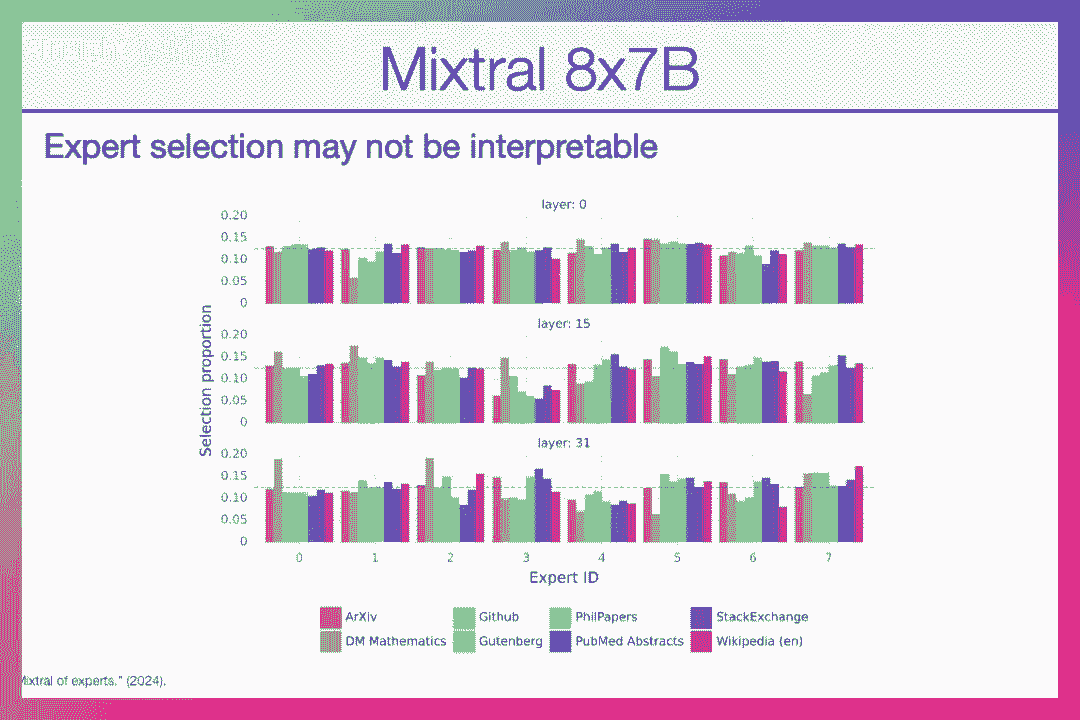 Mixtral 8x7B
Expert selection may not be interpretable
layer: 0
0.20
0.15
0.10
0.05
0
layer: 15
0.20
0.15
0.10
0.05
0
layer: 31
0.20
0.15
0.10
0.05
0
Selection proportion
0 1 2 3 4 5 6 7
Expert ID
ArXiv Github PhilPapers StackExchange
DM Mathematics Gutenberg PubMed Abstracts Wikipedia (en)
Mixtral of experts." (2024).